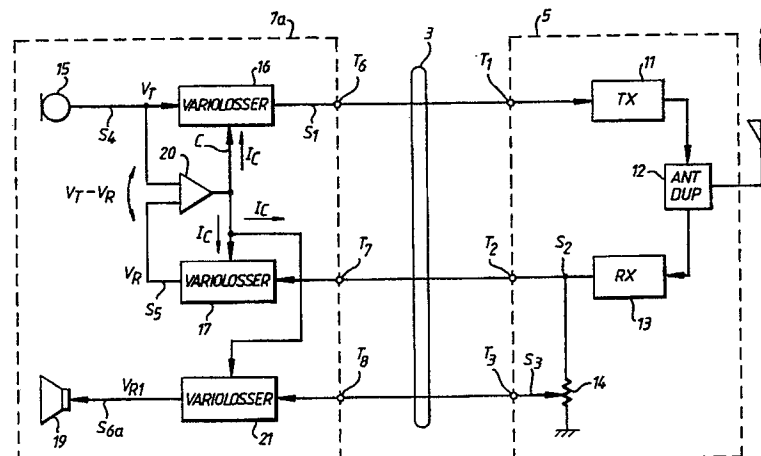 7a
3
5
15
VT
16
VARIOLOSSER
S4
S1
T6
T1
11
TX
20
C
IC
12
ANT
DUP
VT-VR
IC
IC
VR
S5
VARIOLOSSER
17
T7
T2
S2
RX
13
T8
T3
S3
14
VR1
S6a
19
VARIOLOSSER
21